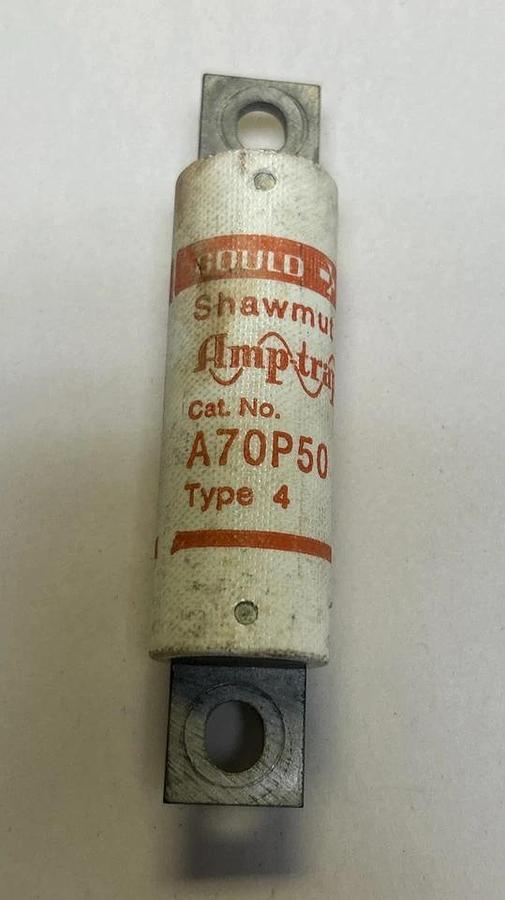 GOULD
Shawmut
Amp-trap
Cat. No.
A70P50
Type 4